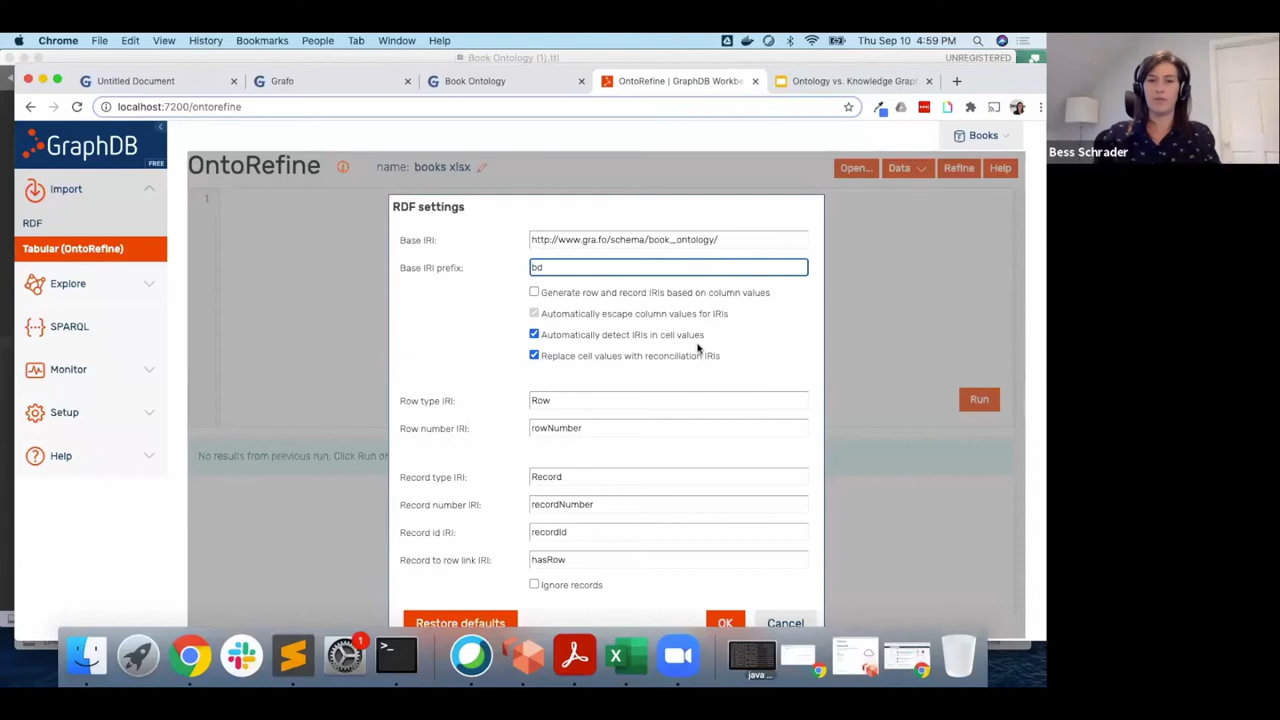 Chrome File Edit View History Bookmarks People Tab Window Help
Thu Sep 10 4:59 PM
Book Ontology (1).ttl
UNREGISTERED
Untitled Document
Grafo
Book Ontology
OntoRefine | GraphDB Workbe
Ontology vs. Knowledge Grap
localhost:7200/ontorefine
GraphDB
FREE
Books
Import
RDF
Tabular (OntoRefine)
Explore
SPARQL
Monitor
Setup
Help
OntoRefine
name: books xlsx
Open... Data Refine Help
1
Run
No results from previous run. Click Run or
RDF settings
Base IRI: http://www.gra.fo/schema/book_ontology/
Base IRI prefix: bd
Generate row and record IRIs based on column values
Automatically escape column values for IRIs
Automatically detect IRIs in cell values
Replace cell values with reconciliation IRIs
Row type IRI: Row
Row number IRI: rowNumber
Record type IRI: Record
Record number IRI: recordNumber
Record id IRI: recordId
Record to row link IRI: hasRow
Ignore records
Restore defaults
OK
Cancel
1
java ...
Bess Schrader